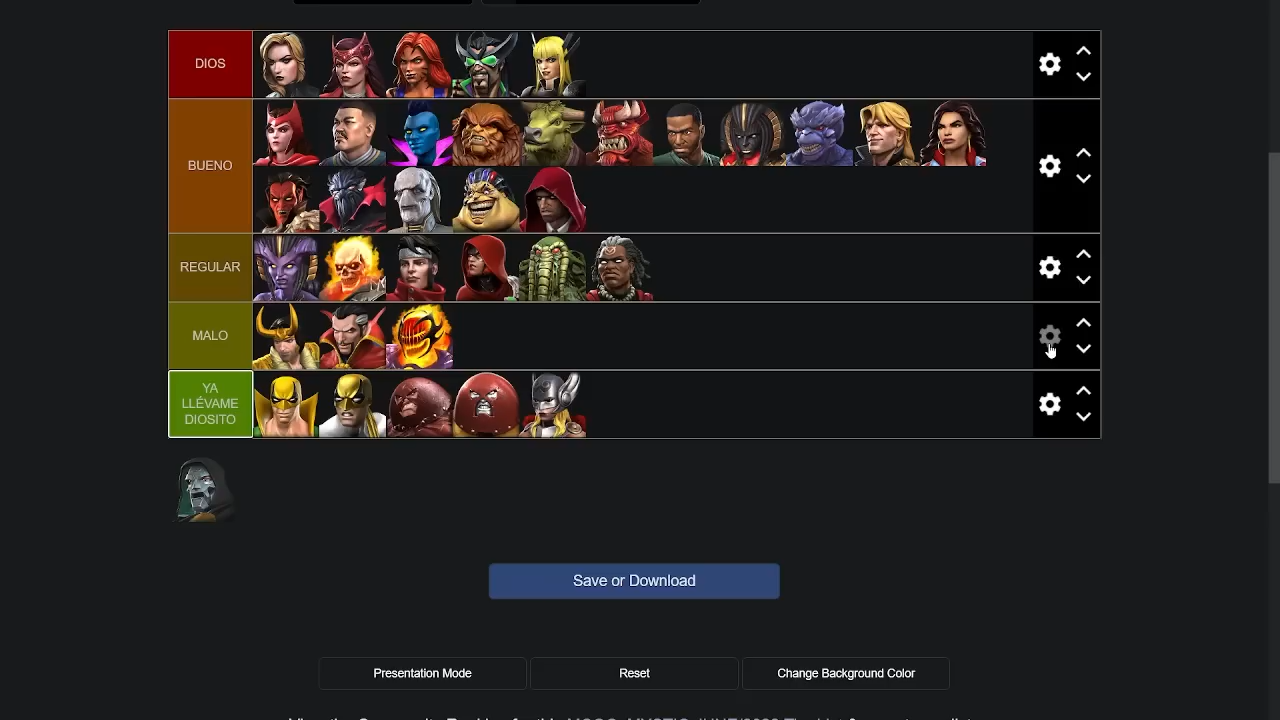 DIOS
BUENO
REGULAR
MALO
YA
LLÉVAME
DIOSITO
Save or Download
Presentation Mode
Reset
Change Background Color